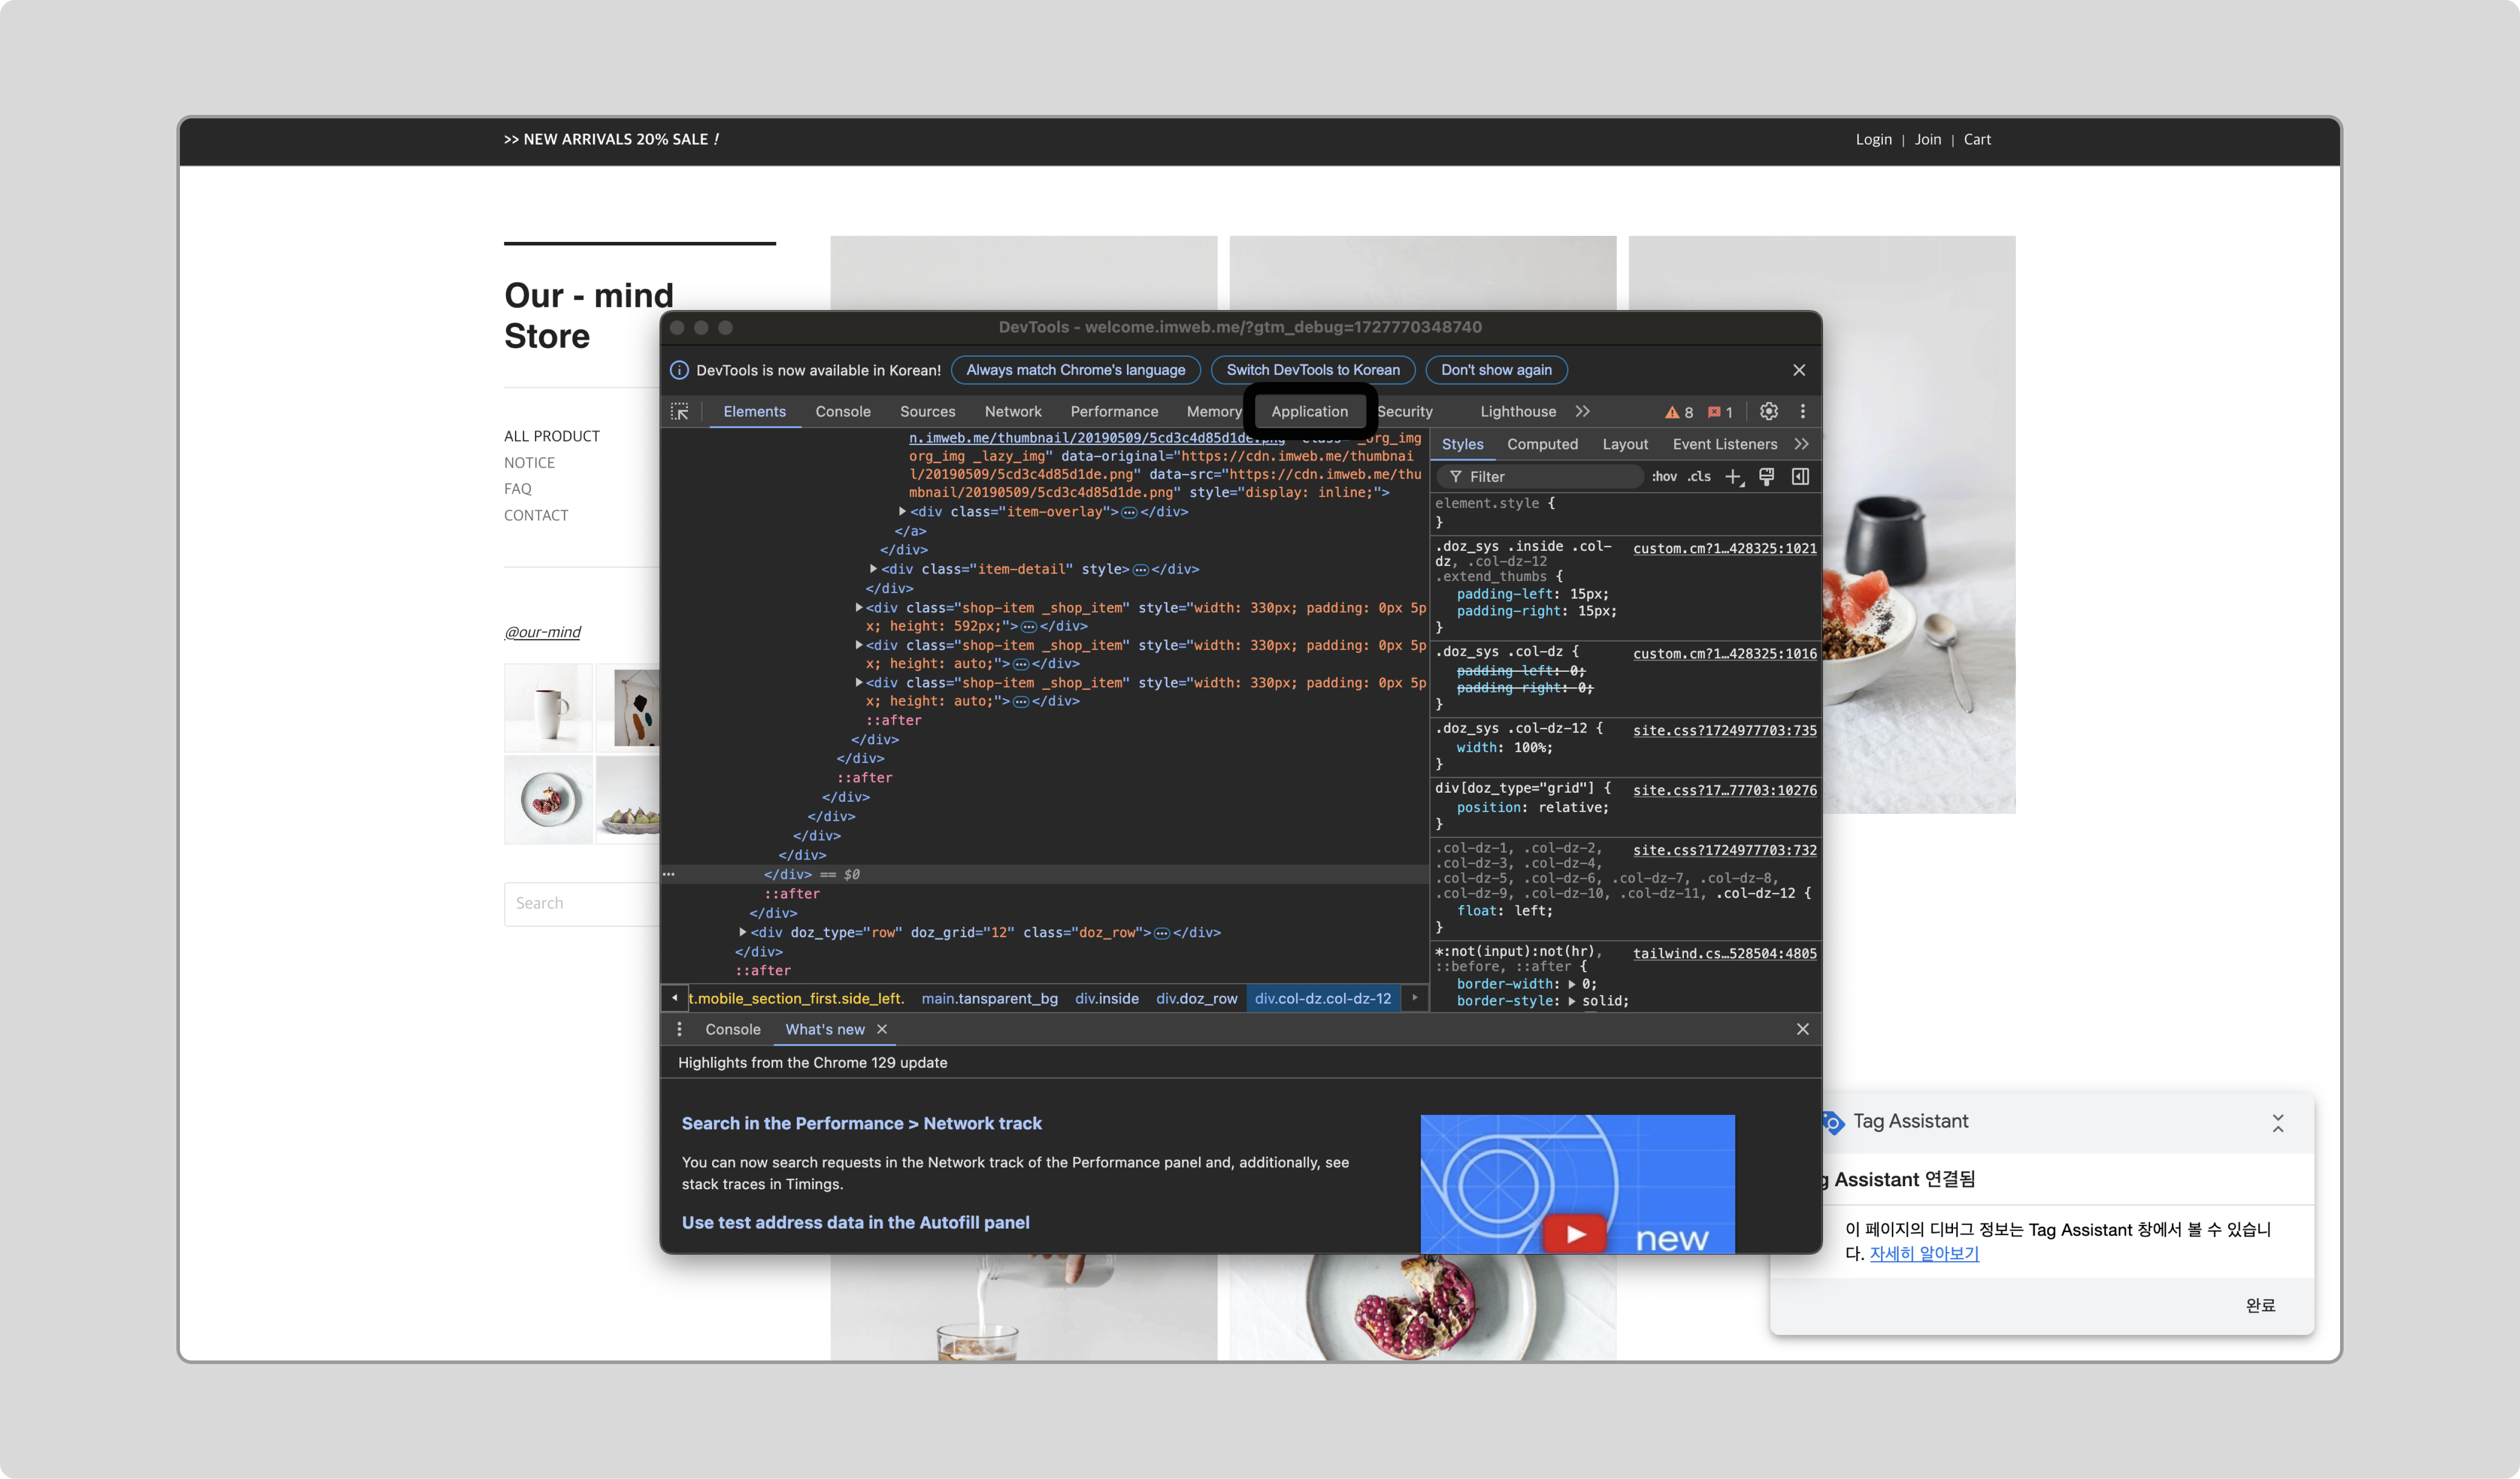 >> NEW ARRIVALS 20% SALE !
Login | Join | Cart
Our - mind
Store
ALL PRODUCT
NOTICE
FAQ
CONTACT
@our-mind
Search
DevTools - welcome.imweb.me/?gtm_debug=1727770348740
DevTools is now available in Korean!
Always match Chrome's language
Switch DevTools to Korean
Don't show again
Elements
Console
Sources
Network
Performance
Memory
Application
Security
Lighthouse
8
1
n.imweb.me/thumbnail/20190509/5cd3c4d85d1de.png" class="_org_img
org_img _lazy_img" data-original="https://cdn.imweb.me/thumbnai
l/20190509/5cd3c4d85d1de.png" data-src="https://cdn.imweb.me/thu
mbnail/20190509/5cd3c4d85d1de.png" style="display: inline;">
<div class="item-overlay">…</div>
</a>
</div>
<div class="item-detail" style>…</div>
</div>
<div class="shop-item _shop_item" style="width: 330px; padding: 0px 5p
x; height: 592px;">…</div>
<div class="shop-item _shop_item" style="width: 330px; padding: 0px 5p
x; height: auto;">…</div>
<div class="shop-item _shop_item" style="width: 330px; padding: 0px 5p
x; height: auto;">…</div>
::after
</div>
</div>
::after
</div>
</div>
</div>
</div>
</div> == $0
::after
</div>
<div doz_type="row" doz_grid="12" class="doz_row">…</div>
</div>
::after
t.mobile_section_first.side_left.
main.tansparent_bg
div.inside
div.doz_row
div.col-dz.col-dz-12
Styles
Computed
Layout
Event Listeners
Filter
:hov
.cls
element.style {
}
.doz_sys .inside .col-
dz, .col-dz-12
.extend_thumbs {
custom.cm?1…428325:1021
padding-left: 15px;
padding-right: 15px;
}
.doz_sys .col-dz {
custom.cm?1…428325:1016
padding-left: 0;
padding-right: 0;
}
.doz_sys .col-dz-12 {
site.css?1724977703:735
width: 100%;
}
div[doz_type="grid"] {
site.css?17…77703:10276
position: relative;
}
.col-dz-1, .col-dz-2,
site.css?1724977703:732
.col-dz-3, .col-dz-4,
.col-dz-5, .col-dz-6, .col-dz-7, .col-dz-8,
.col-dz-9, .col-dz-10, .col-dz-11, .col-dz-12 {
float: left;
}
*:not(input):not(hr),
tailwind.cs…528504:4805
::before, ::after {
border-width: 0;
border-style: solid;
Console
What's new
Highlights from the Chrome 129 update
Search in the Performance > Network track
You can now search requests in the Network track of the Performance panel and, additionally, see
stack traces in Timings.
Use test address data in the Autofill panel
new
Tag Assistant
g Assistant 연결됨
이 페이지의 디버그 정보는 Tag Assistant 창에서 볼 수 있습니
다. 자세히 알아보기
완료